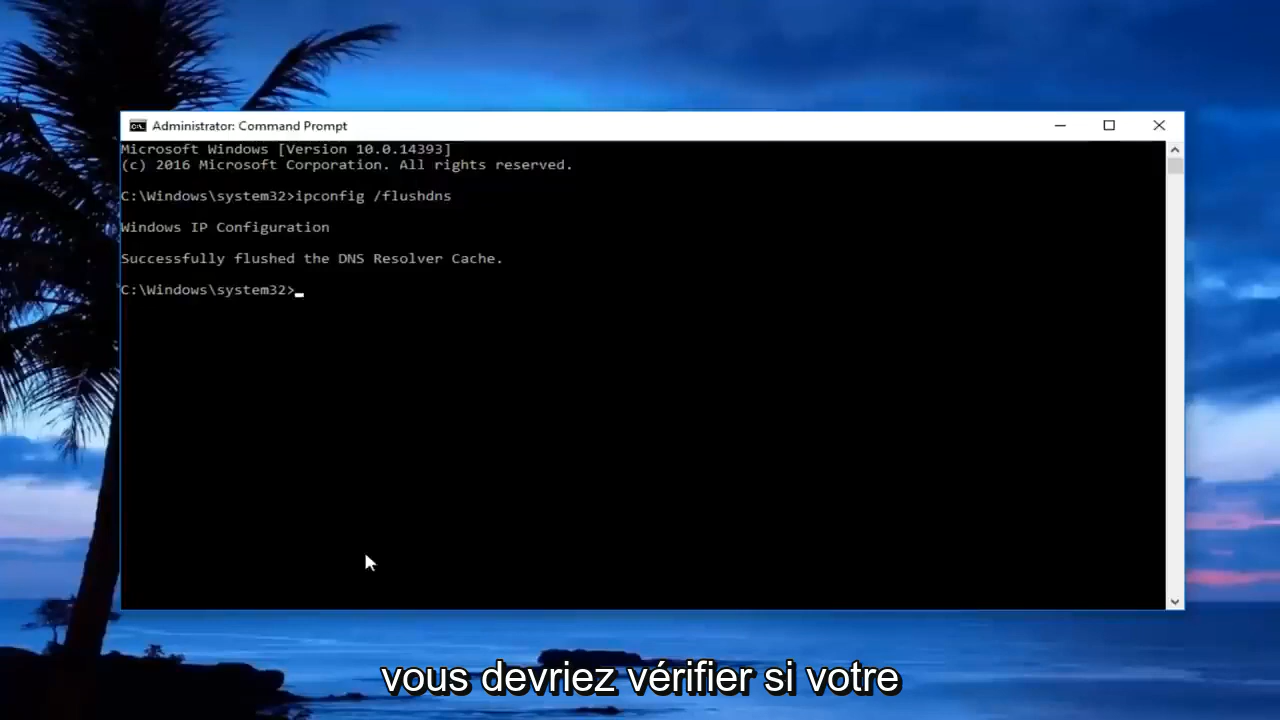 Administrator: Command Prompt
Microsoft Windows [Version 10.0.14393]
(c) 2016 Microsoft Corporation. All rights reserved.
C:\Windows\system32>ipconfig /flushdns
Windows IP Configuration
Successfully flushed the DNS Resolver Cache.
C:\Windows\system32>
vous devriez vérifier si votre